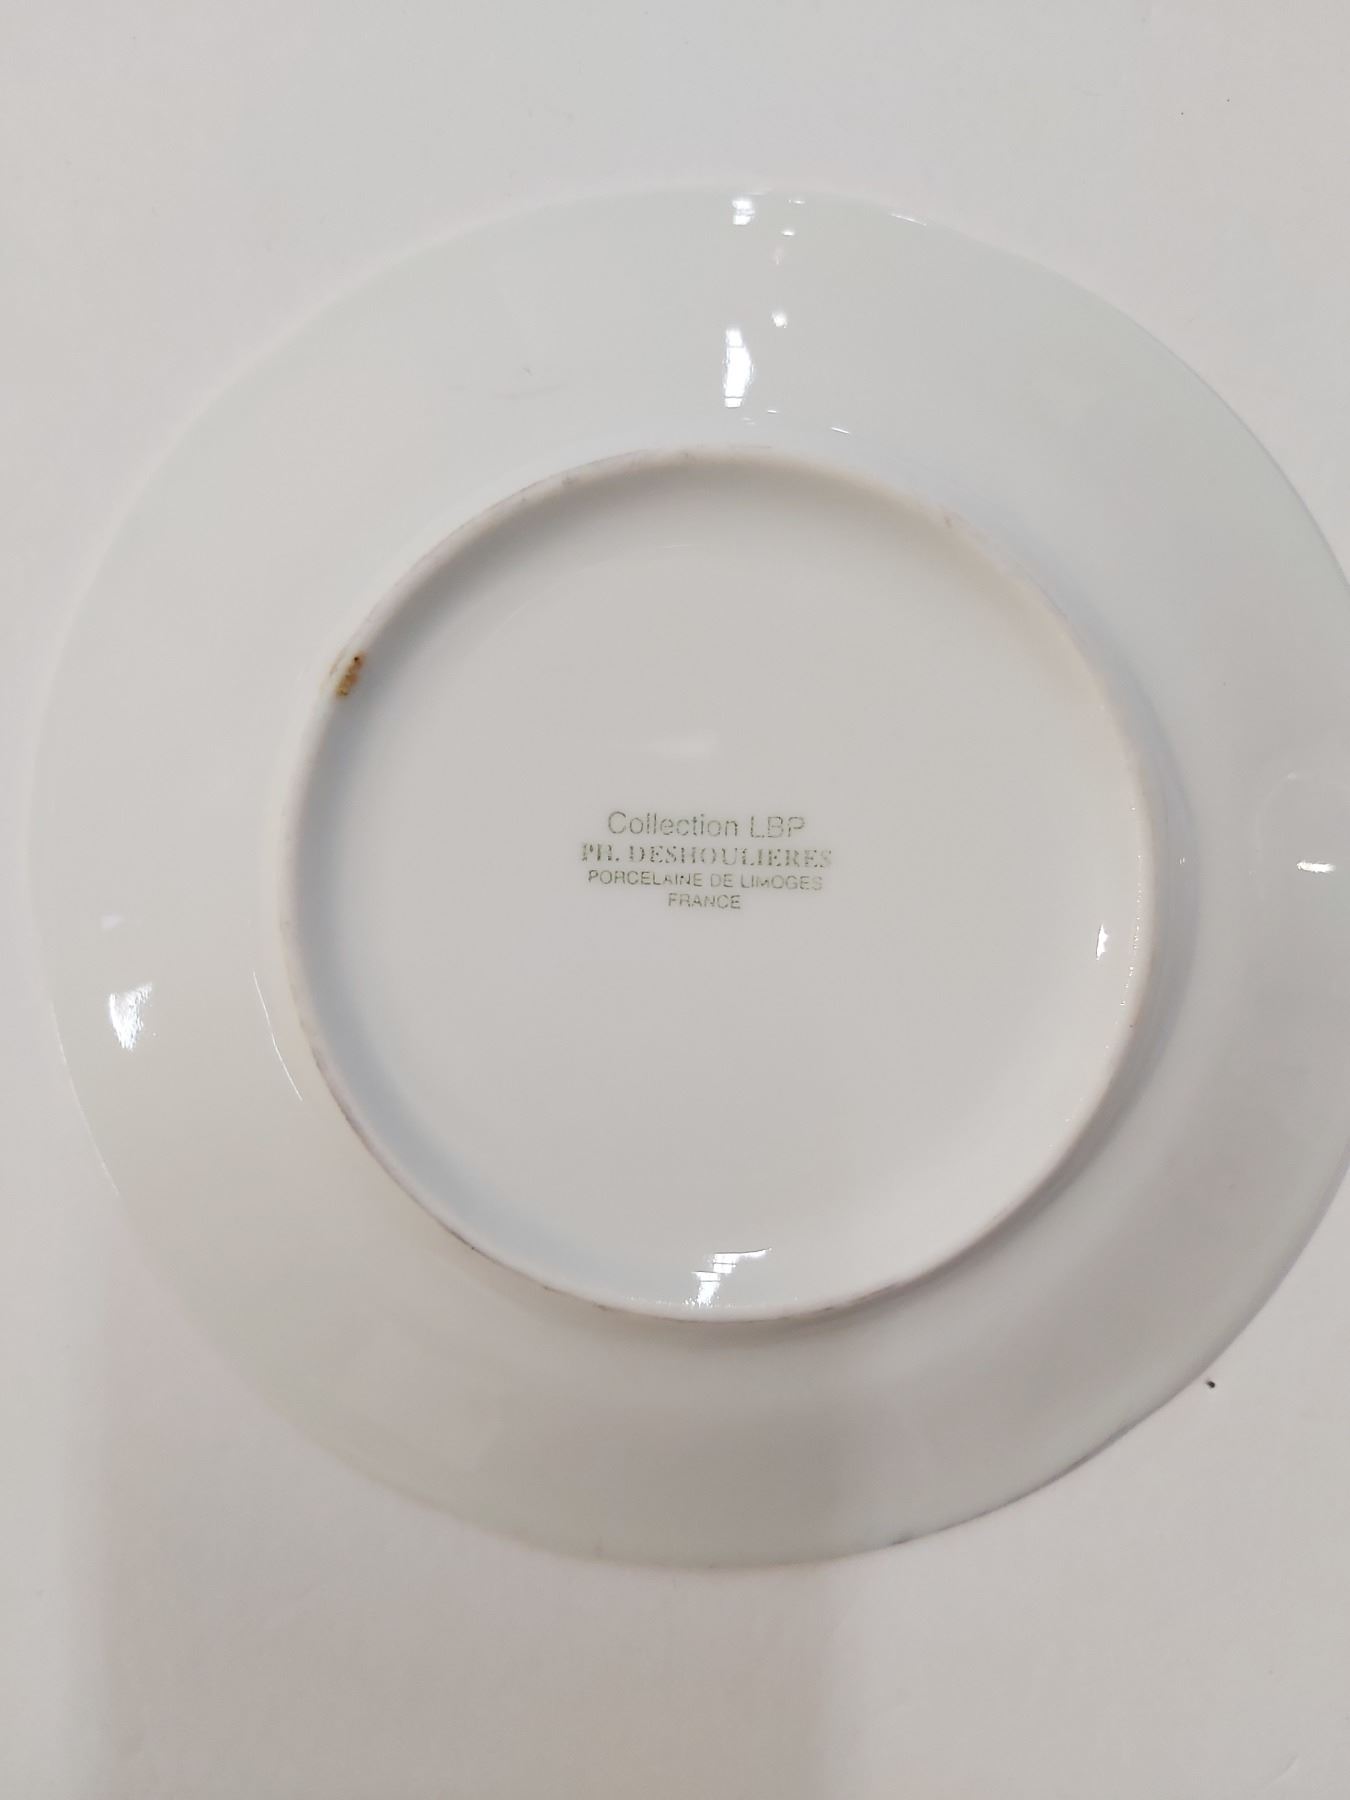 Collection LBP
PH. DESHOULIERES
PORCELAINE DE LIMOGES
FRANCE